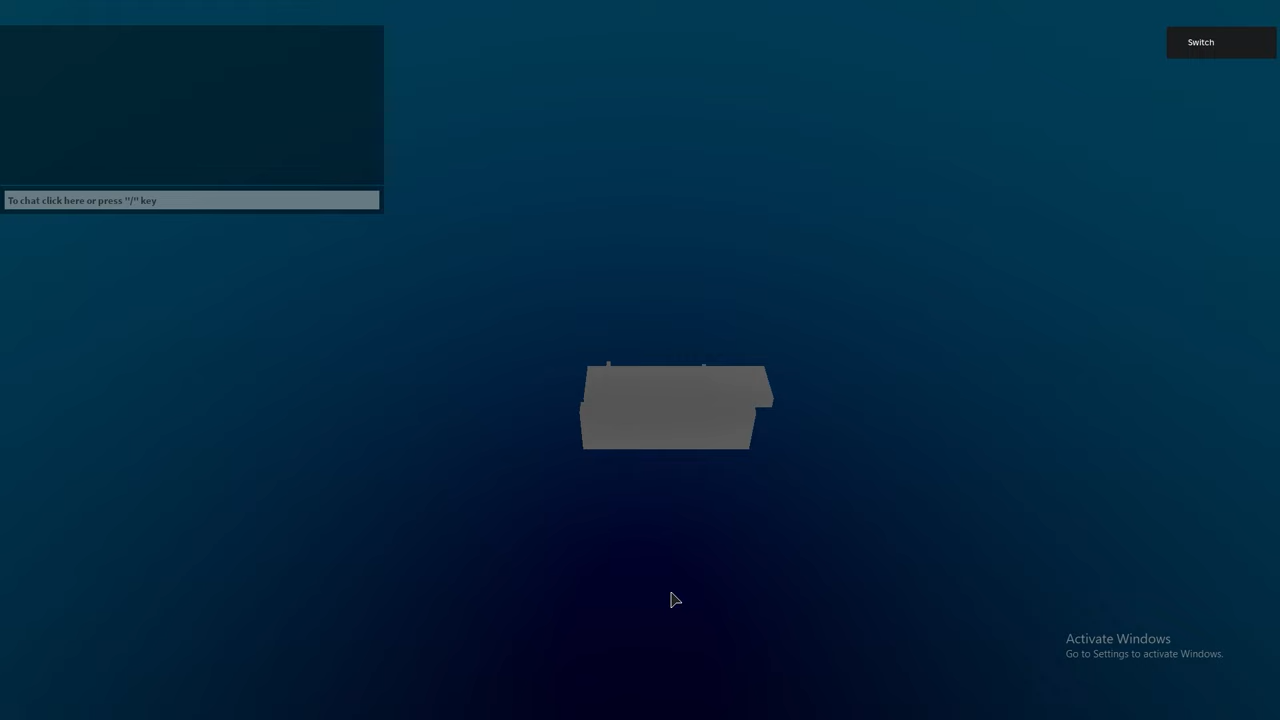 Switch
To chat click here or press "/" key
Activate Windows
Go to Settings to activate Windows.